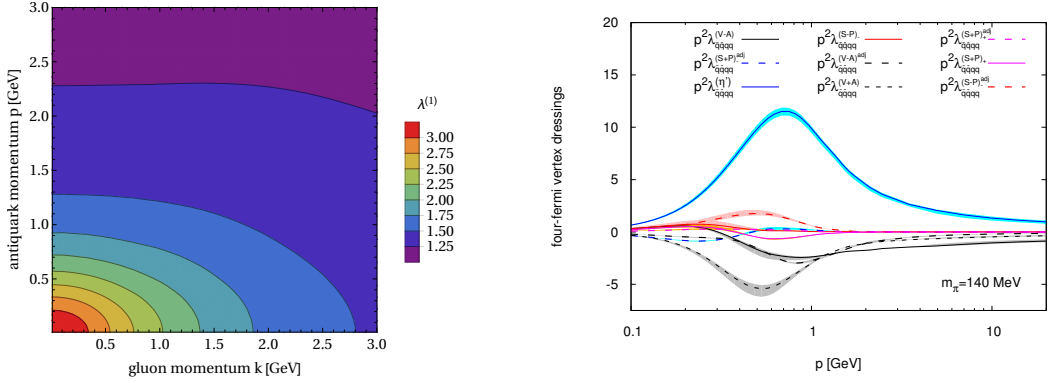 antiquark momentum p [GeV]
3.0
2.5
2.0
1.5
1.0
0.5
0.5 1.0 1.5 2.0 2.5 3.0
gluon momentum k [GeV]
λ(1)
3.00
2.75
2.50
2.25
2.00
1.75
1.50
1.25
four-fermi vertex dressings
20
15
10
5
0
-5
p²λ(V-A)q̄q̄qq p²λ(S-P)-q̄q̄qq p²λ(S+P)+adjq̄q̄qq
p²λ(S+P)-adjq̄q̄qq p²λ(V-A)adjq̄q̄qq p²λ(S+P)+q̄q̄qq
p²λ(η')q̄q̄qq p²λ(V+A)q̄q̄qq p²λ(S-P)-adjq̄q̄qq
mπ=140 MeV
0.1 1 10
p [GeV]